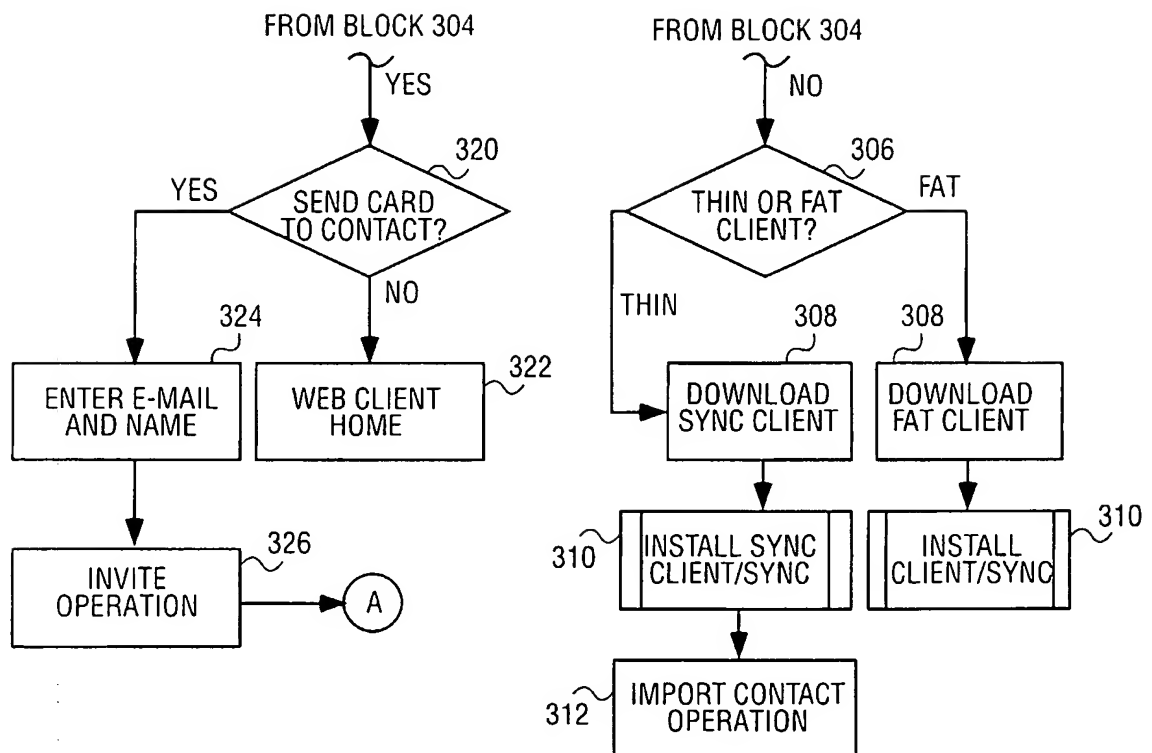 FROM BLOCK 304
YES
320
SEND CARD
TO CONTACT?
YES
NO
324
ENTER E-MAIL
AND NAME
322
WEB CLIENT
HOME
326
INVITE
OPERATION
A
FROM BLOCK 304
NO
306
THIN OR FAT
CLIENT?
FAT
THIN
308
DOWNLOAD
SYNC CLIENT
308
DOWNLOAD
FAT CLIENT
310
INSTALL SYNC
CLIENT/SYNC
310
INSTALL
CLIENT/SYNC
312
IMPORT CONTACT
OPERATION